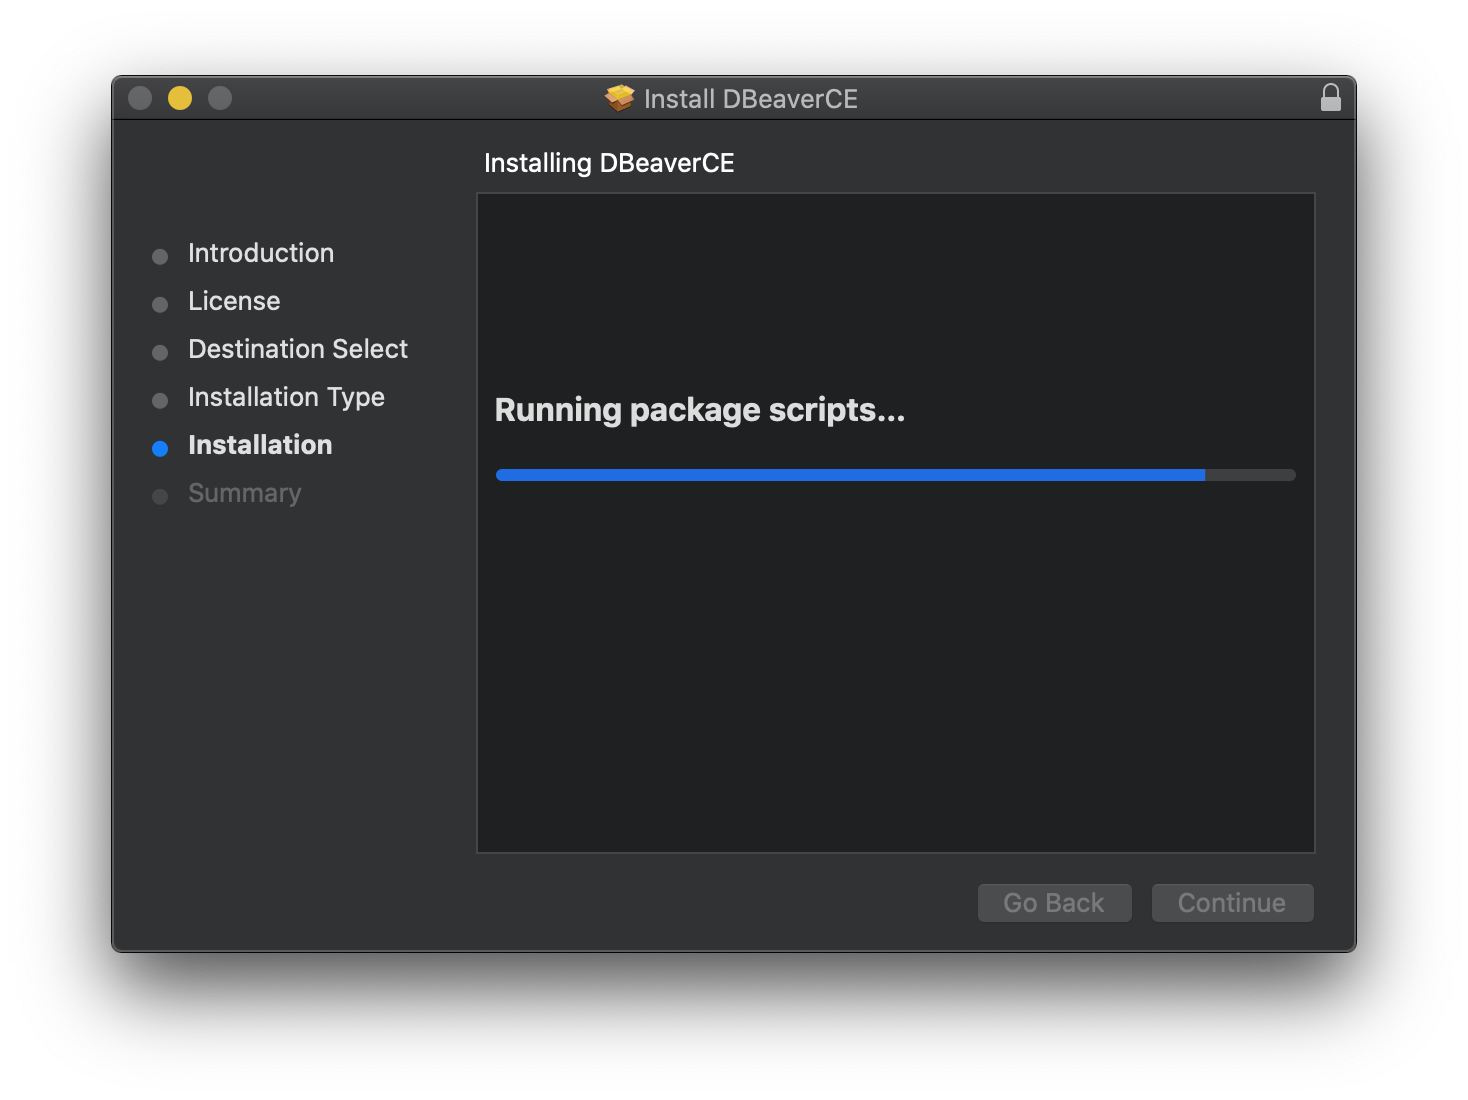 Install DBeaverCE
Installing DBeaverCE
Introduction
License
Destination Select
Installation Type
Installation
Summary
Running package scripts...
Go Back
Continue